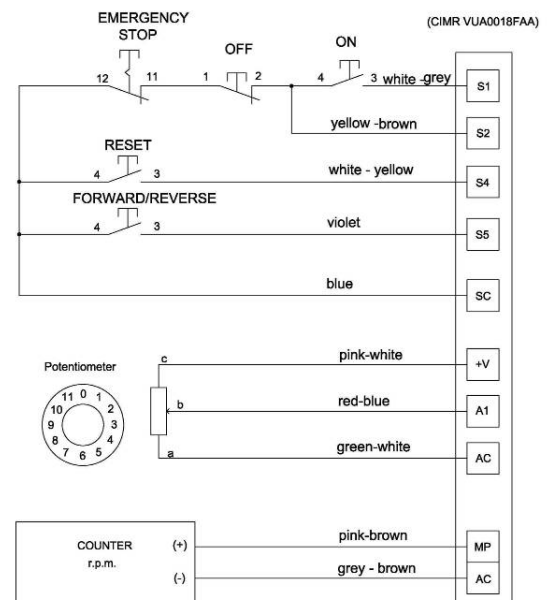 EMERGENCY
STOP
OFF
ON
(CIMR VUA0018FAA)
12
11
1
2
4
3
white -grey
S1
yellow -brown
S2
RESET
4
3
white - yellow
S4
FORWARD/REVERSE
4
3
violet
S5
blue
SC
Potentiometer
c
pink-white
+V
0 1 2 3 4 5 6 7 8 9 10 11
b
red-blue
A1
a
green-white
AC
COUNTER
r.p.m.
(+)
pink-brown
MP
(-)
grey - brown
AC